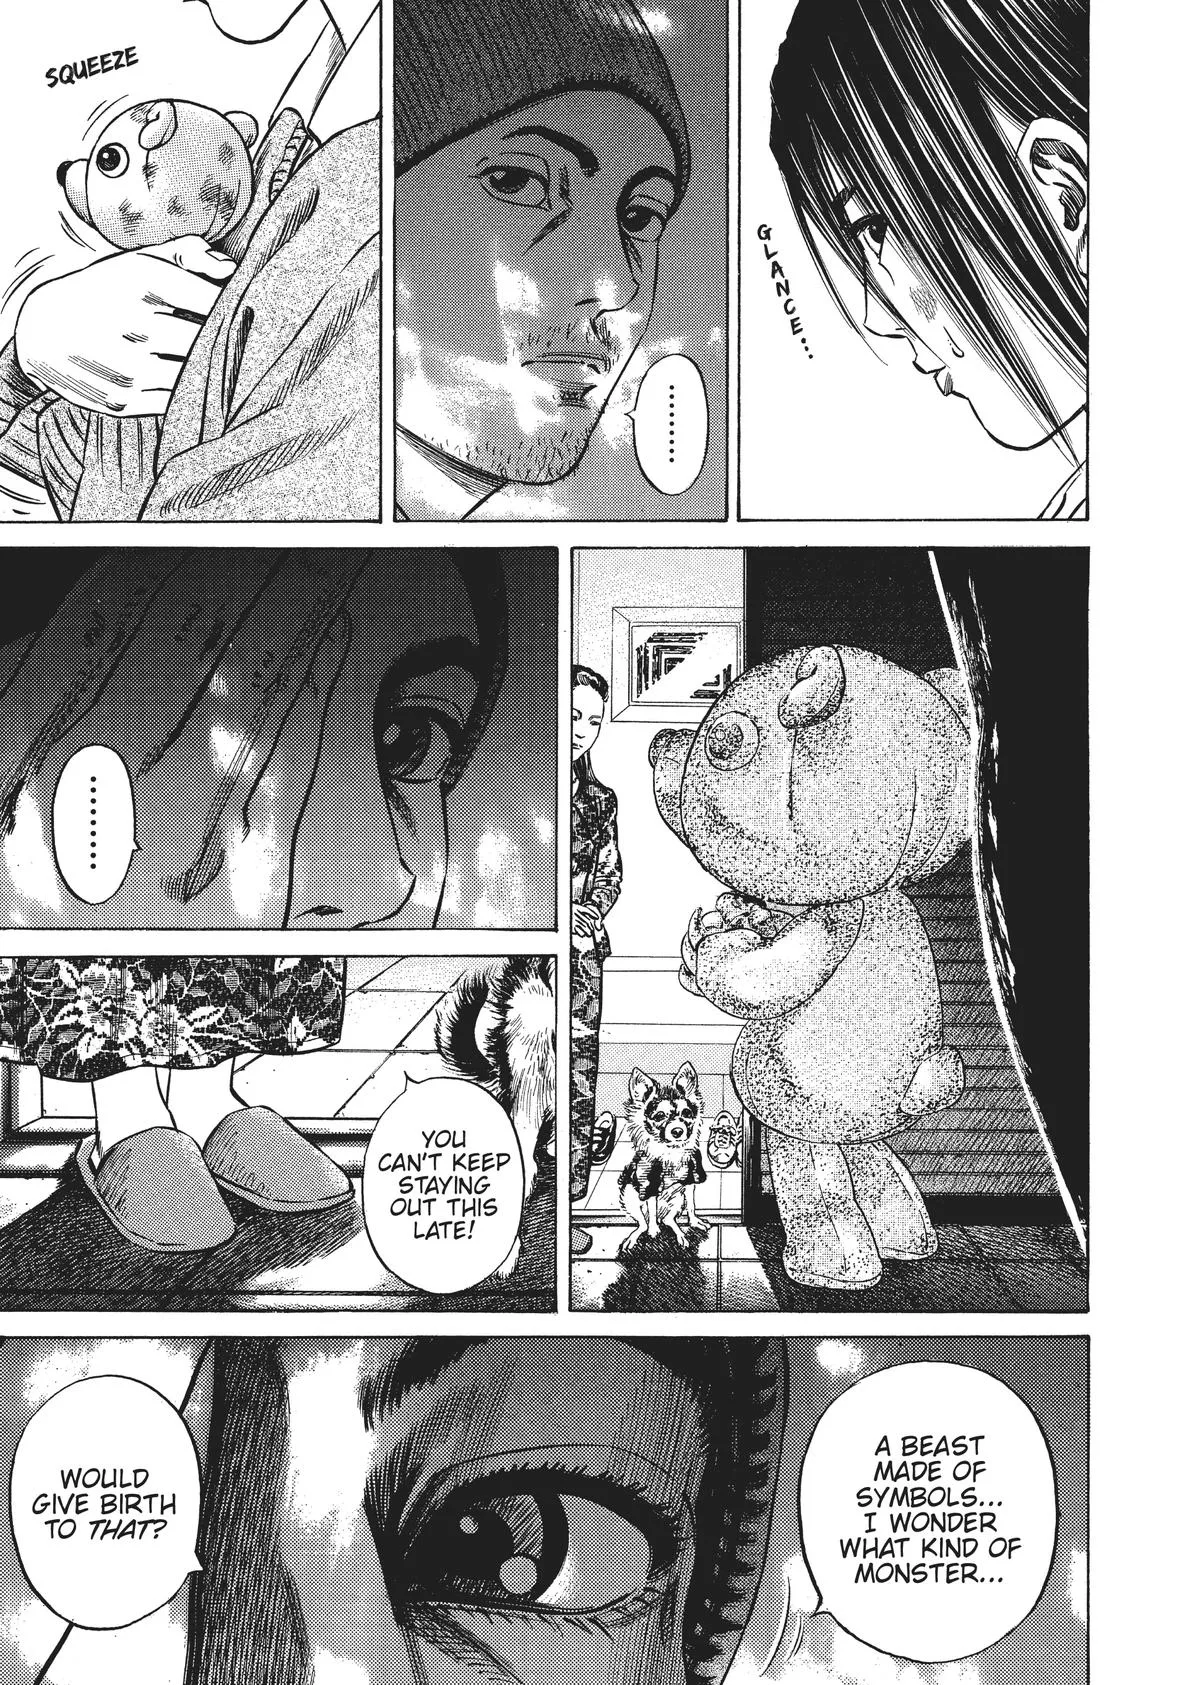 GLANCE...
.........
SQUEEZE
.........
YOU
CAN'T KEEP
STAYING
OUT THIS
LATE!
A BEAST
MADE OF
SYMBOLS...
I WONDER
WHAT KIND OF
MONSTER...
WOULD
GIVE BIRTH
TO THAT?